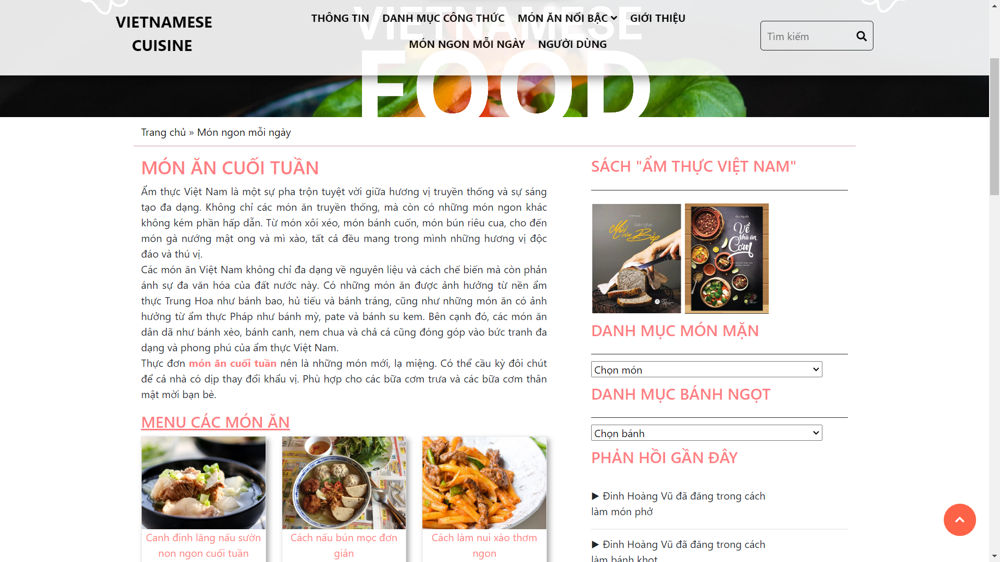 VIETNAMESE
CUISINE
THÔNG TIN
DANH MỤC CÔNG THỨC
MÓN ĂN NỔI BẬC
GIỚI THIỆU
MÓN NGON MỖI NGÀY
NGƯỜI DÙNG
Tìm kiếm
VIETNAMESE
FOOD
Trang chủ » Món ngon mỗi ngày
MÓN ĂN CUỐI TUẦN
Ẩm thực Việt Nam là một sự pha trộn tuyệt vời giữa hương vị truyền thống và sự sáng
tạo đa dạng. Không chỉ các món ăn truyền thống, mà còn có những món ngon khác
không kém phần hấp dẫn. Từ món xôi xéo, món bánh cuốn, món bún riêu cua, cho đến
món gà nướng mật ong và mì xào, tất cả đều mang trong mình những hương vị độc
đáo và thú vị.
Các món ăn Việt Nam không chỉ đa dạng về nguyên liệu và cách chế biến mà còn phản
ánh sự đa văn hóa của đất nước này. Có những món ăn được ảnh hưởng từ nền ẩm
thực Trung Hoa như bánh bao, hủ tiếu và bánh tráng, cũng như những món ăn có ảnh
hưởng từ ẩm thực Pháp như bánh mỳ, pate và bánh su kem. Bên cạnh đó, các món ăn
dân dã như bánh xèo, bánh canh, nem chua và chả cá cũng đóng góp vào bức tranh đa
dạng và phong phú của ẩm thực Việt Nam.
Thực đơn món ăn cuối tuần nên là những món mới, lạ miệng. Có thể cầu kỳ đôi chút
để cả nhà có dịp thay đổi khẩu vị. Phù hợp cho các bữa cơm trưa và các bữa cơm thân
mật mời bạn bè.
MENU CÁC MÓN ĂN
Canh đinh lăng nấu sườn
non ngon cuối tuần
Cách nấu bún mọc đơn
giản
Cách làm nui xào thơm
ngon
SÁCH "ẨM THỰC VIỆT NAM"
Bakingfun
Mùi
của Bếp
Đức Nguyễn
Về
Nhà ăn
Cơm
DANH MỤC MÓN MẶN
Chọn món
DANH MỤC BÁNH NGỌT
Chọn bánh
PHẢN HỒI GẦN ĐÂY
▶ Đinh Hoàng Vũ đã đăng trong cách
làm món phở
▶ Đinh Hoàng Vũ đã đăng trong cách
làm bánh khọt